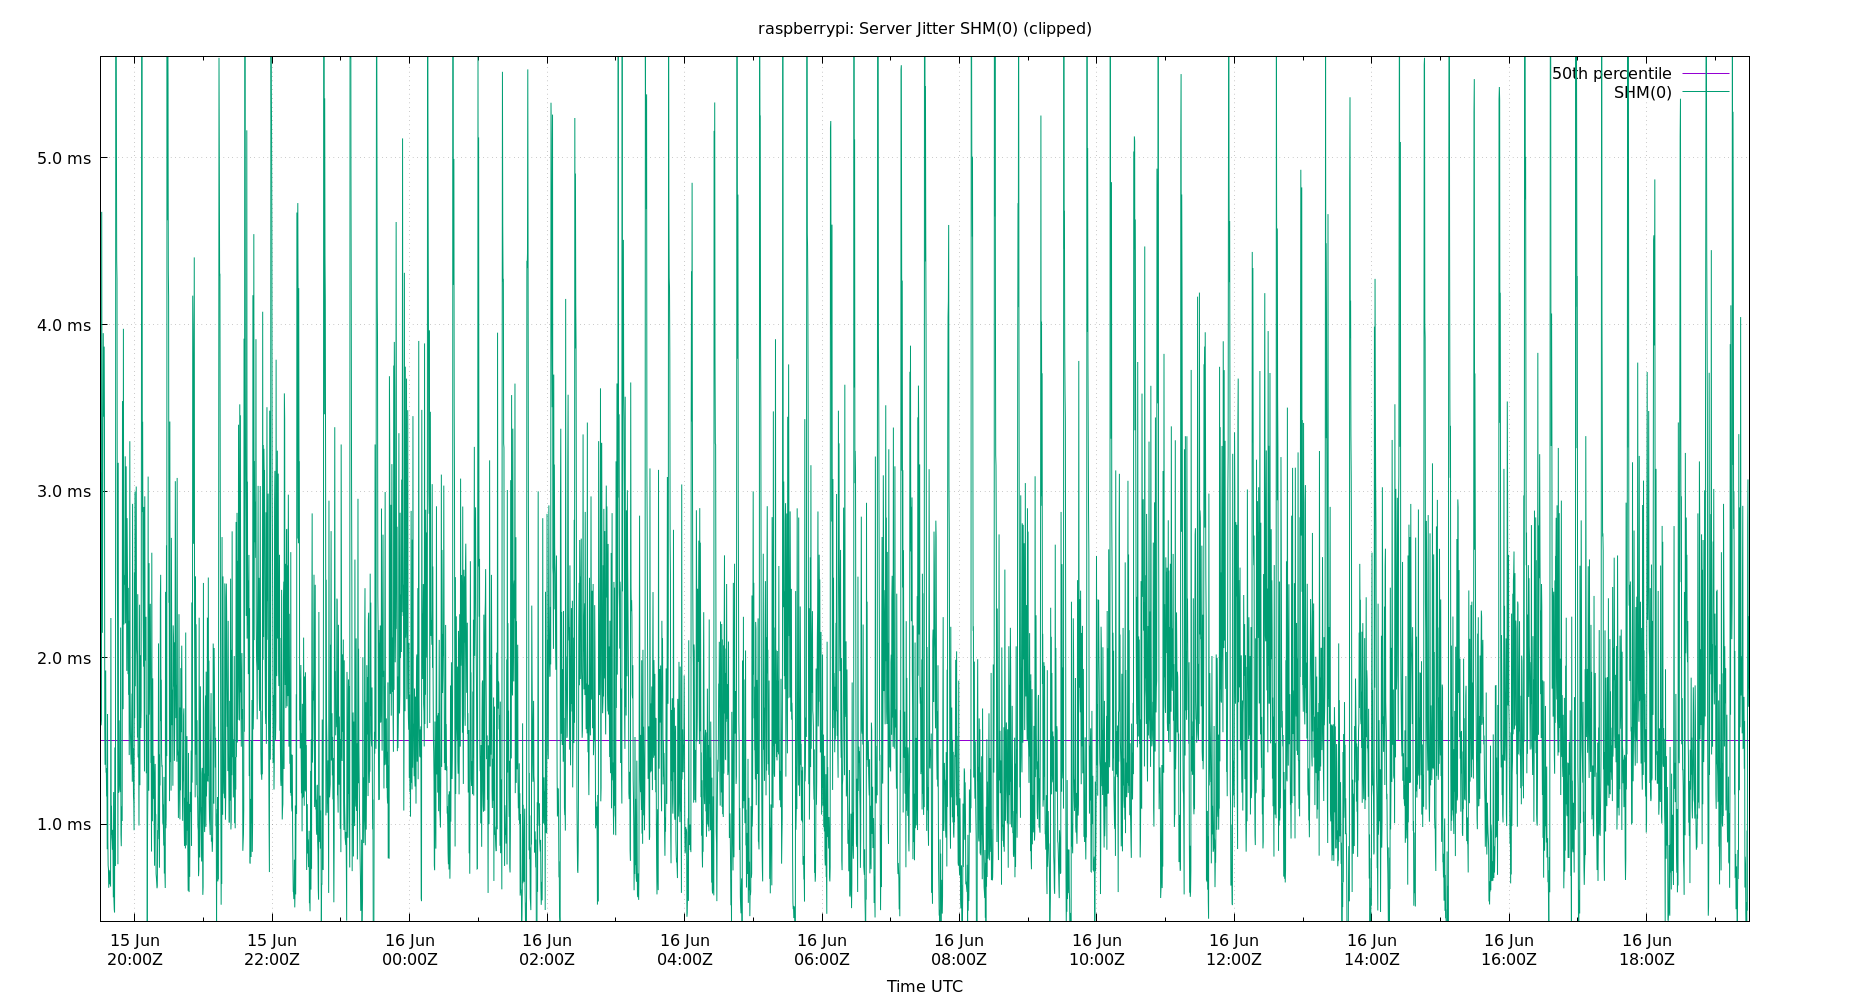 raspberrypi: Server Jitter SHM(0) (clipped)
50th percentile
SHM(0)
5.0 ms
4.0 ms
3.0 ms
2.0 ms
1.0 ms
15 Jun 15 Jun 16 Jun 16 Jun 16 Jun 16 Jun 16 Jun 16 Jun 16 Jun 16 Jun 16 Jun 16 Jun
20:00Z 22:00Z 00:00Z 02:00Z 04:00Z 06:00Z 08:00Z 10:00Z 12:00Z 14:00Z 16:00Z 18:00Z
Time UTC